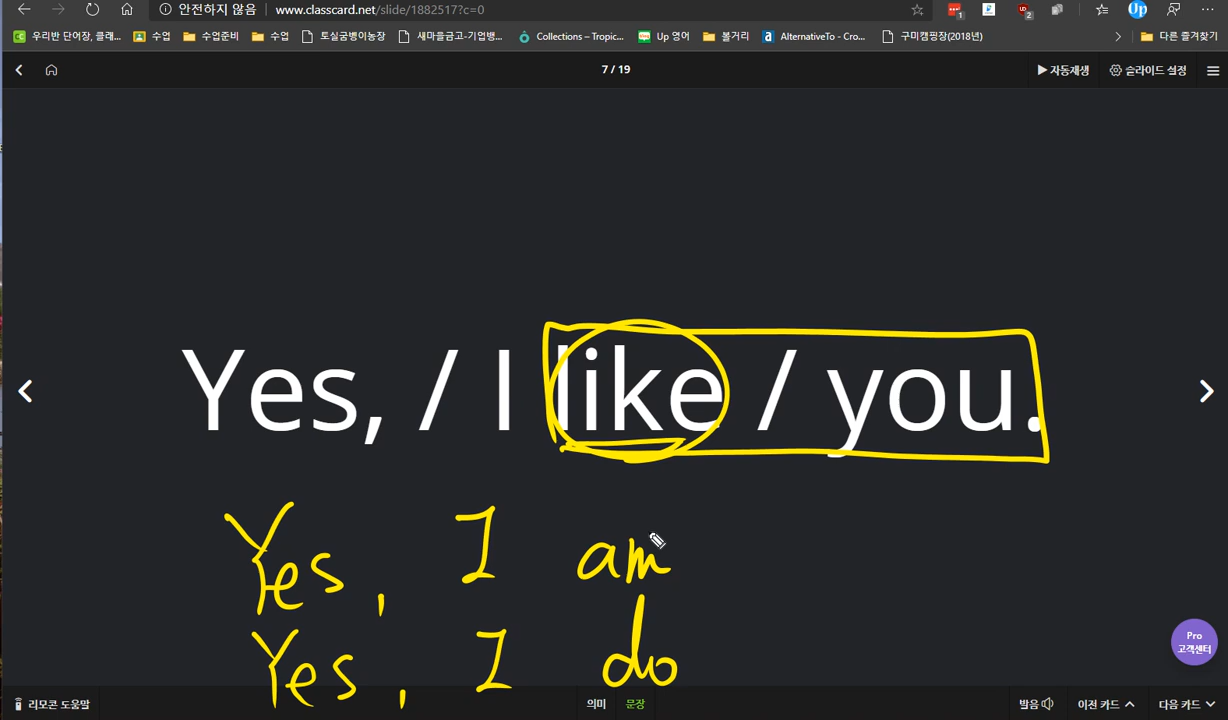 안전하지 않음 www.classcard.net/slide/1882517?c=0
우리반 단어장, 클래... 수업 수업준비 수업 토실굼벵이농장 새마을금고-기업뱅... Collections – Tropic... Up 영어 볼거리 AlternativeTo - Cro... 구미캠핑장(2018년) 다른 즐겨찾기
7 / 19 ▶자동재생 슬라이드 설정
Yes, / I like / you.
Yes, I am
Yes, I do
Pro
고객센터
리모콘 도움말 의미 문장 발음 이전 카드 다음 카드